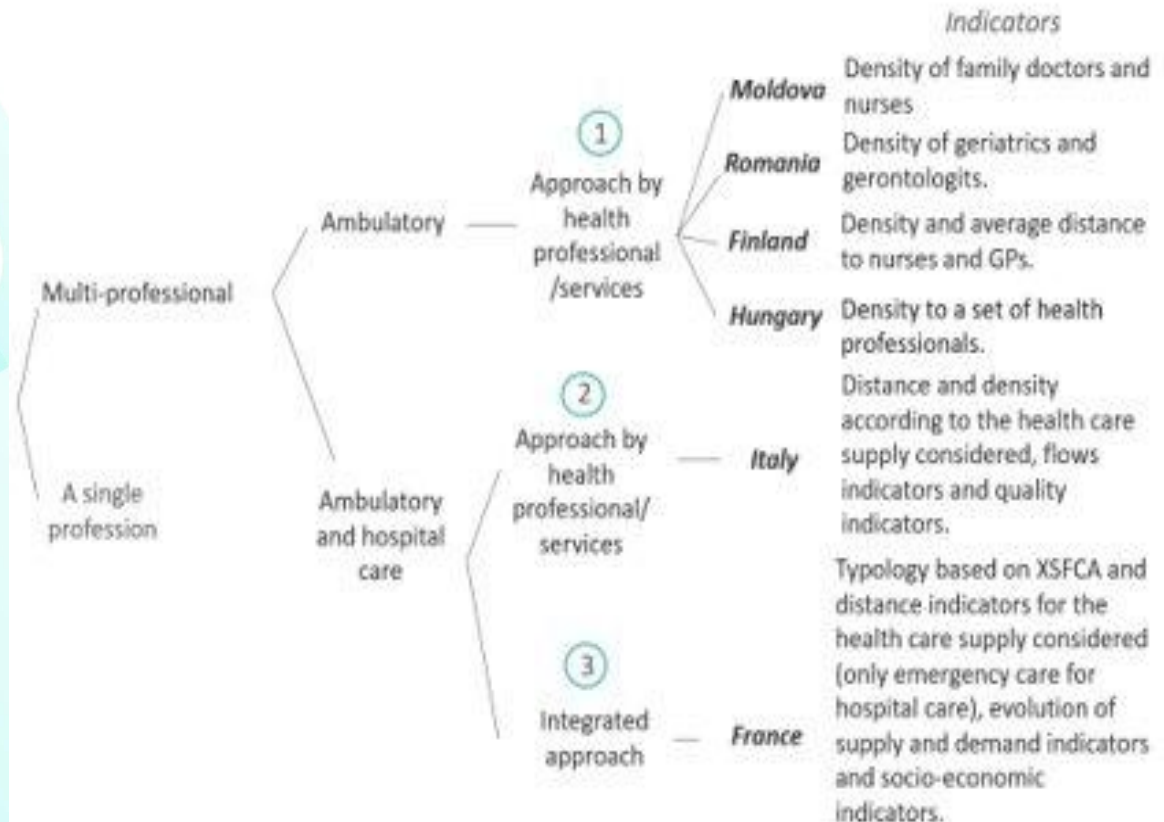 Indicators
Multi-professional
A single
profession
Ambulatory
Ambulatory
and hospital
care
1
Approach by
health
professional
/services
Moldova
Density of family doctors and
nurses
Romania
Density of geriatrics and
gerontologits.
Finland
Density and average distance
to nurses and GPs.
Hungary
Density to a set of health
professionals.
2
Approach by
health
professional/
services
Italy
Distance and density
according to the health care
supply considered, flows
indicators and quality
indicators.
3
Integrated
approach
France
Typology based on XSFCA and
distance indicators for the
health care supply considered
(only emergency care for
hospital care), evolution of
supply and demand indicators
and socio-economic
indicators.